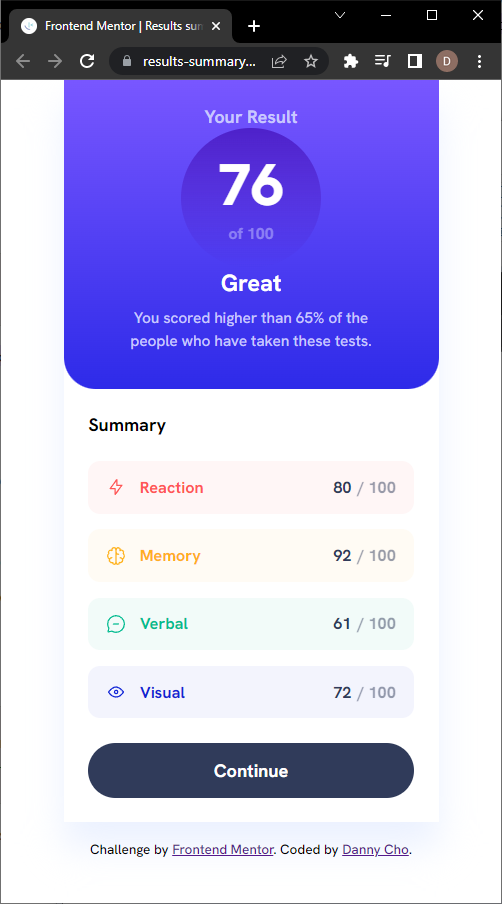 Frontend Mentor | Results sun
results-summary...
D
Your Result
76
of 100
Great
You scored higher than 65% of the
people who have taken these tests.
Summary
Reaction 80 / 100
Memory 92 / 100
Verbal 61 / 100
Visual 72 / 100
Continue
Challenge by Frontend Mentor. Coded by Danny Cho.